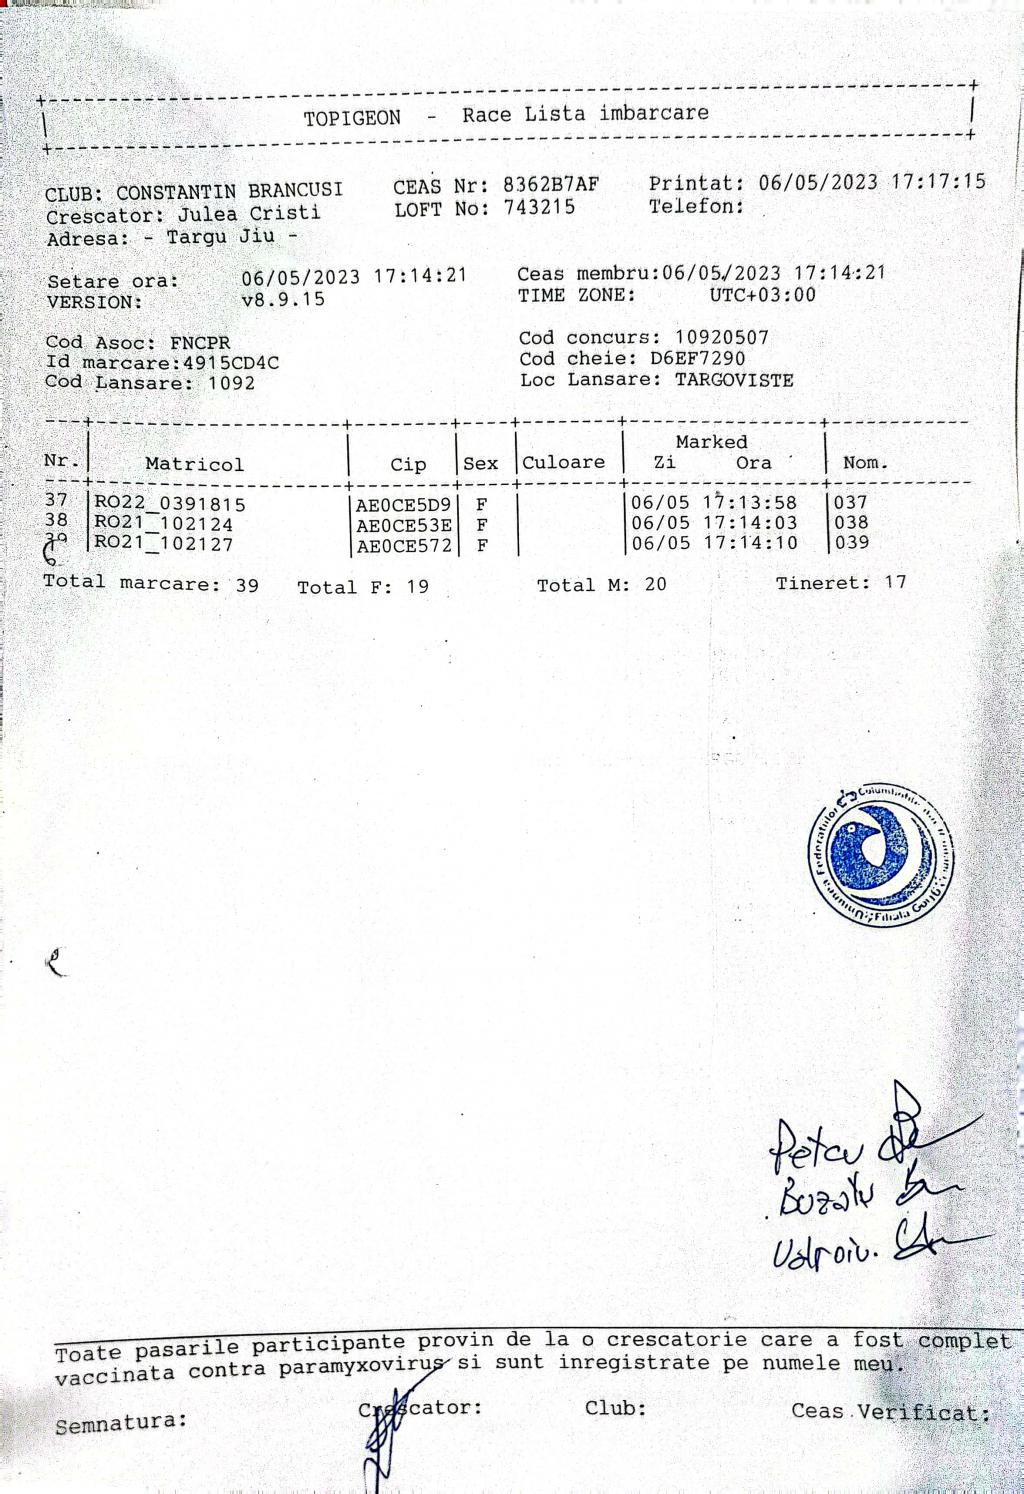 TOPIGEON - Race Lista imbarcare
CLUB: CONSTANTIN BRANCUSI CEAS Nr: 8362B7AF Printat: 06/05/2023 17:17:15
Crescator: Julea Cristi LOFT No: 743215 Telefon:
Adresa: - Targu Jiu -
Setare ora: 06/05/2023 17:14:21 Ceas membru:06/05/2023 17:14:21
VERSION: v8.9.15 TIME ZONE: UTC+03:00
Cod Asoc: FNCPR Cod concurs: 10920507
Id marcare:4915CD4C Cod cheie: D6EF7290
Cod Lansare: 1092 Loc Lansare: TARGOVISTE
Marked
Nr. Matricol Cip Sex Culoare Zi Ora Nom.
37 RO22_0391815 AE0CE5D9 F 06/05 17:13:58 037
38 RO21_102124 AE0CE53E F 06/05 17:14:03 038
39 RO21_102127 AE0CE572 F 06/05 17:14:10 039
Total marcare: 39 Total F: 19 Total M: 20 Tineret: 17
Filiala Gorj
Petcu
Buzatu
Udroiu.
Toate pasarile participante provin de la o crescatorie care a fost complet
vaccinata contra paramyxovirus si sunt inregistrate pe numele meu.
Semnatura: Crescator: Club: Ceas Verificat: